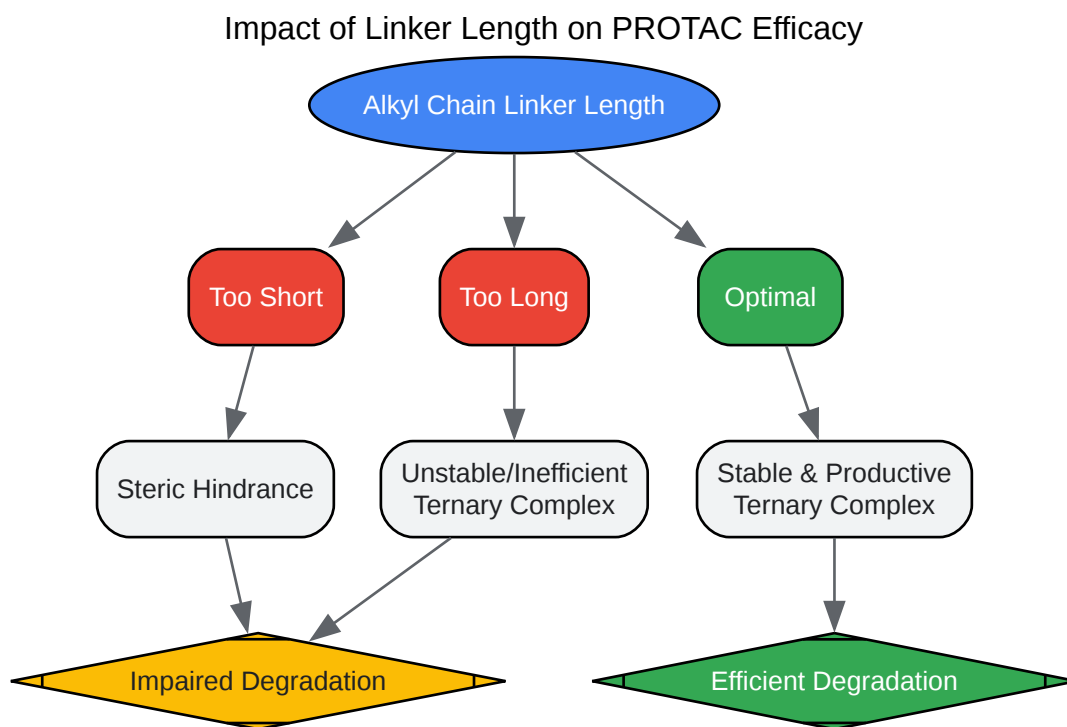 Impact of Linker Length on PROTAC Efficacy
Alkyl Chain Linker Length
Too Short
Too Long
Optimal
Steric Hindrance
Unstable/Inefficient
Ternary Complex
Stable & Productive
Ternary Complex
Impaired Degradation
Efficient Degradation